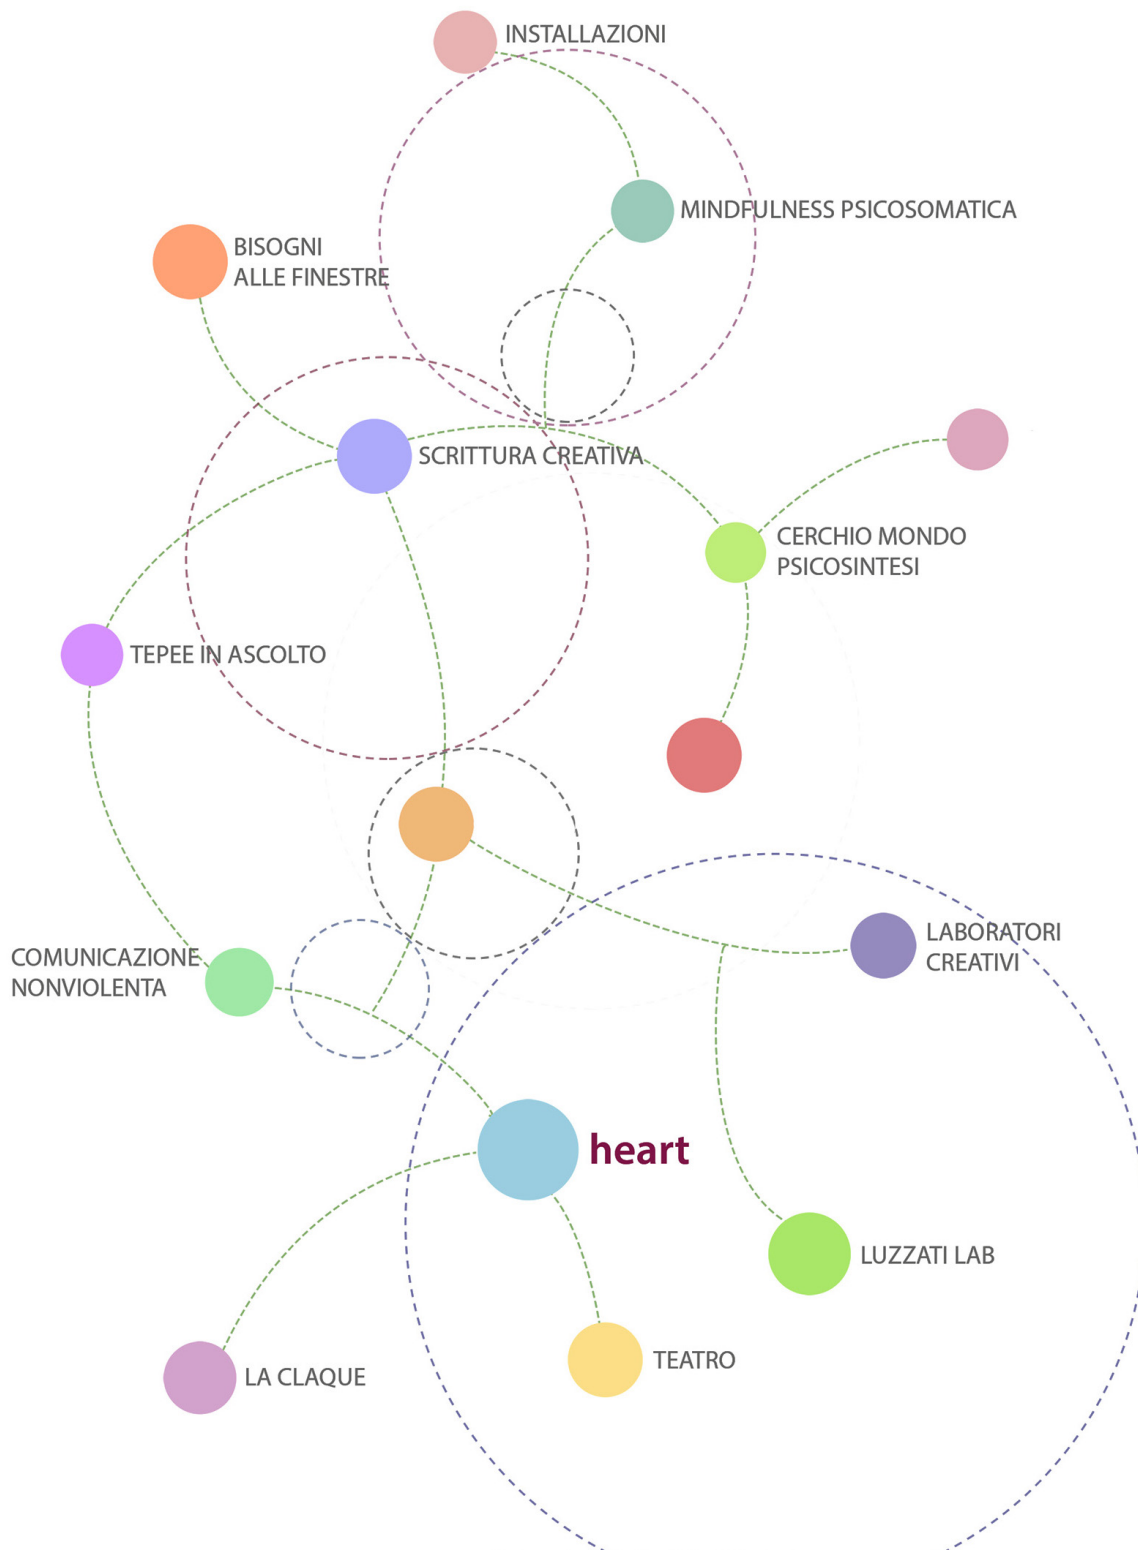 INSTALLAZIONI
MINDFULNESS PSICOSOMATICA
BISOGNI
ALLE FINESTRE
SCRITTURA CREATIVA
CERCHIO MONDO
PSICOSINTESI
TEPEE IN ASCOLTO
LABORATORI
CREATIVI
COMUNICAZIONE
NONVIOLENTA
heart
LUZZATI LAB
TEATRO
LA CLAQUE